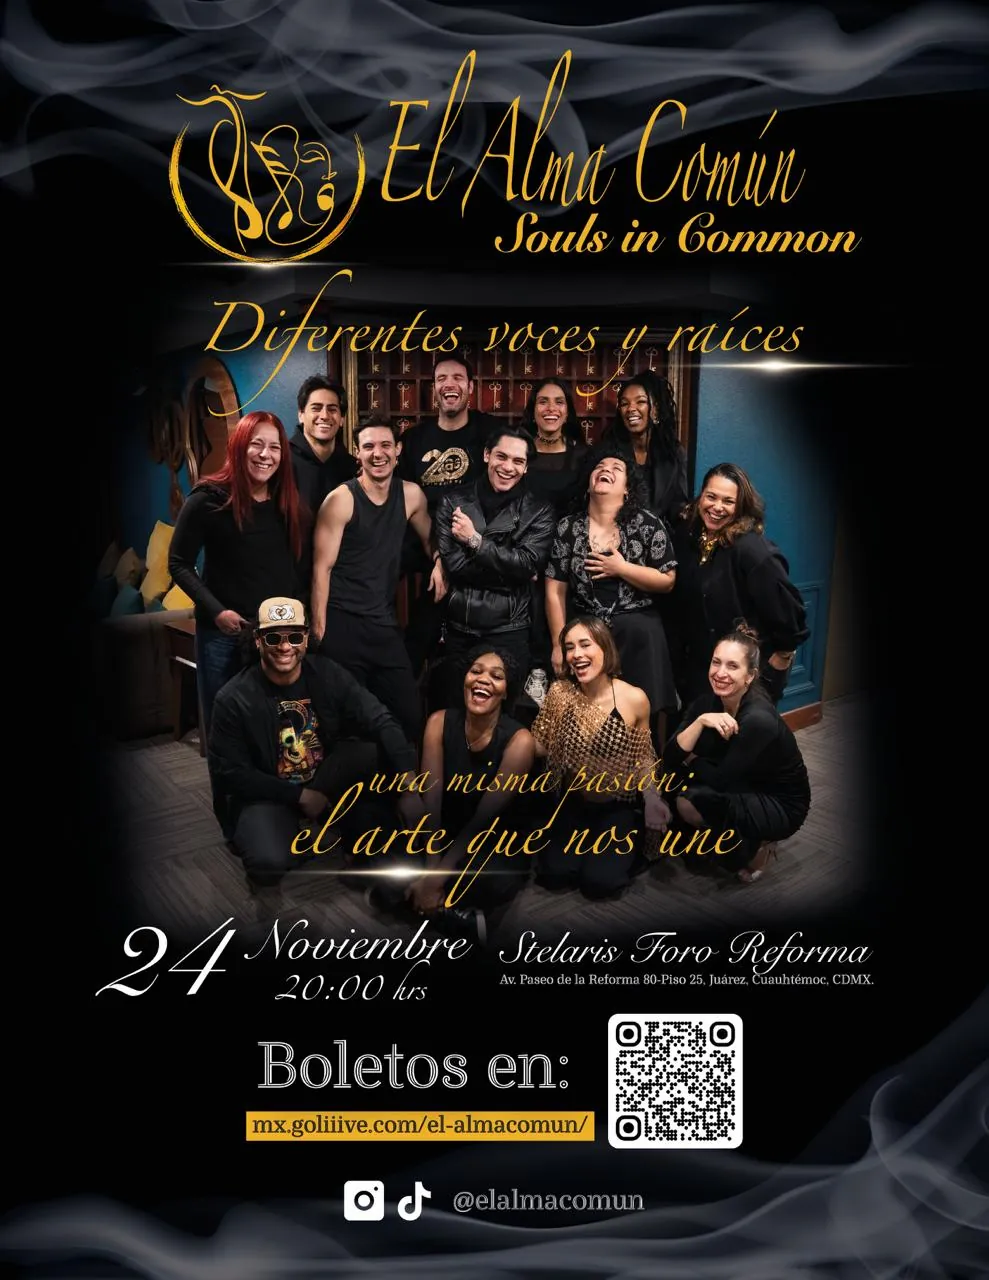 El Alma Común
Souls in Common
Diferentes voces y raíces
una misma pasión:
el arte que nos une
24 Noviembre
20:00 hrs
Stelaris Foro Reforma
Av. Paseo de la Reforma 80-Piso 25, Juárez, Cuauhtémoc, CDMX.
Boletos en:
mx.goliiive.com/el-almacomun/
@elalmacomun